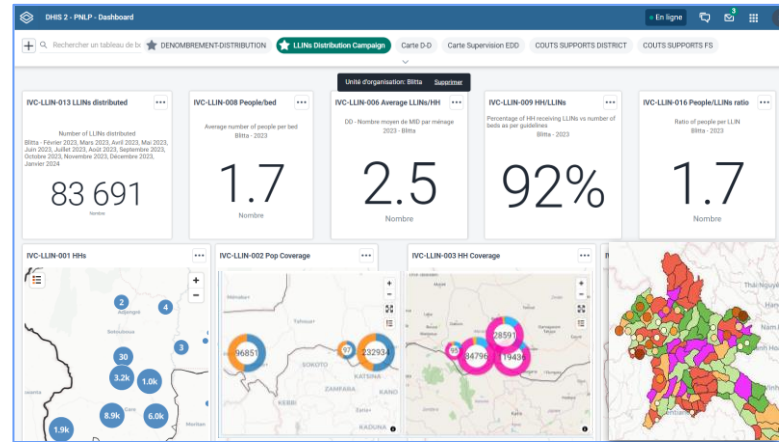 DHIS 2 - PNLP - Dashboard
En ligne
3
Rechercher un tableau de b
DENOMBREMENT-DISTRIBUTION
LLINs Distribution Campaign
Carte D-D
Carte Supervision EDD
COUTS SUPPORTS DISTRICT
COUTS SUPPORTS FS
Unité d'organisation: Blitta Supprimer
IVC-LLIN-013 LLINs distributed
Number of LLINs distributed
Blitta - Février 2023, Mars 2023, Avril 2023, Mai 2023,
Juin 2023, Juillet 2023, Août 2023, Septembre 2023,
Octobre 2023, Novembre 2023, Décembre 2023,
Janvier 2024
83 691
Nombre
IVC-LLIN-008 People/bed
Average number of people per bed
Blitta - 2023
1.7
Nombre
IVC-LLIN-006 Average LLINs/HH
DD - Nombre moyen de MID par ménage
2023 - Blitta
2.5
Nombre
IVC-LLIN-009 HH/LLINs
Percentage of HH receiving LLINs vs number of
beds as per guidelines
Blitta - 2023
92%
IVC-LLIN-016 People/LLINs ratio
Ratio of people per LLIN
Blitta - 2023
1.7
Nombre
IVC-LLIN-001 HHs
2
4
3
30
3.2k
1.0k
8.9k
6.0k
1.9k
IVC-LLIN-002 Pop Coverage
96851
97
232934
SOKOTO
KATSINA
ZAMFARA
KANO
KEBBI
Zaria
KADUNA
IVC-LLIN-003 HH Coverage
28591
95
84796
19436